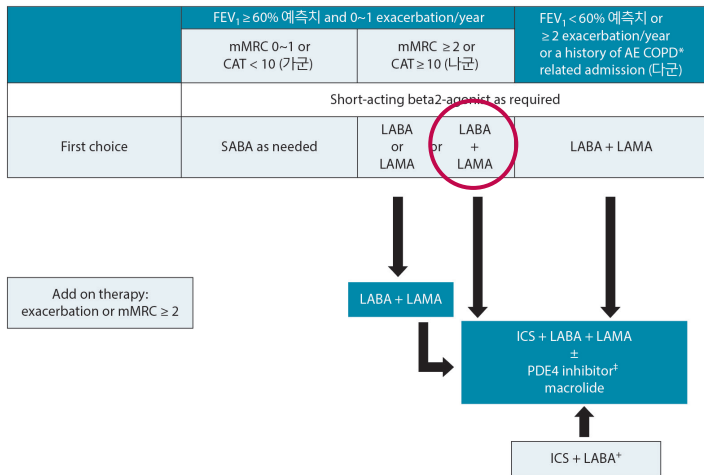 FEV₁ ≥ 60% 예측치 and 0~1 exacerbation/year
FEV₁ < 60% 예측치 or
≥ 2 exacerbation/year
or a history of AE COPD*
related admission (다군)
mMRC 0~1 or
CAT < 10 (가군)
mMRC ≥ 2 or
CAT ≥ 10 (나군)
Short-acting beta2-agonist as required
First choice
SABA as needed
LABA
or
LAMA
or
LABA
+
LAMA
LABA + LAMA
Add on therapy:
exacerbation or mMRC ≥ 2
LABA + LAMA
ICS + LABA + LAMA
±
PDE4 inhibitor‡
macrolide
ICS + LABA⁺